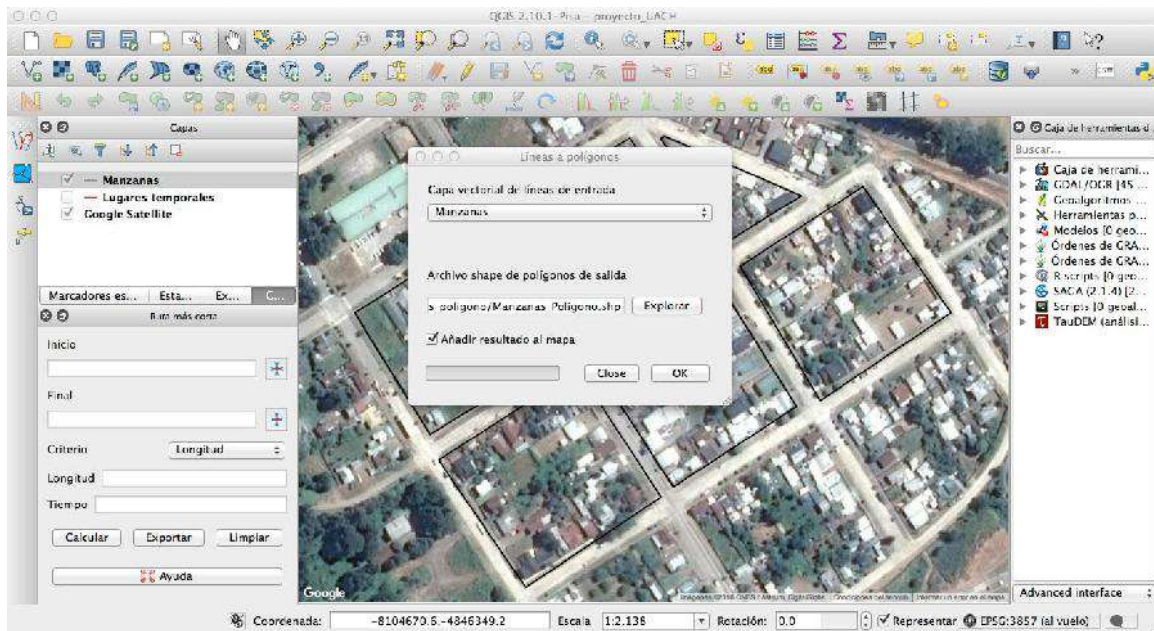 QGIS 2.10.1-Pisa - proyecto_UACH
Capas
Manzanas
Lugares temporales
Google Satellite
Marcadores es...
Esta...
Ex...
C...
Ruta más corta
Inicio
Final
Criterio
Longitud
Longitud
Tiempo
Calcular
Exportar
Limpiar
Ayuda
Líneas a polígonos
Capa vectorial de líneas de entrada
Manzanas
Archivo shape de polígonos de salida
s_poligono/Manzanas_Poligono.shp
Explorar
Añadir resultado al mapa
Close
OK
Google
Caja de herramientas d
Buscar...
Caja de herrami...
GDAL/OGR [45 ...
Geoalgoritmos ...
Herramientas p...
Modelos [0 geo...
Órdenes de GRA...
Órdenes de GRA...
R scripts [0 geo...
SAGA (2.1.4) [2...
Scripts [0 geoal...
TauDEM (análisi...
Advanced interface
Coordenada:
-8104670.6,-4846349.2
Escala
1:2.136
Rotación:
0.0
Representar
EPSG:3857 (al vuelo)